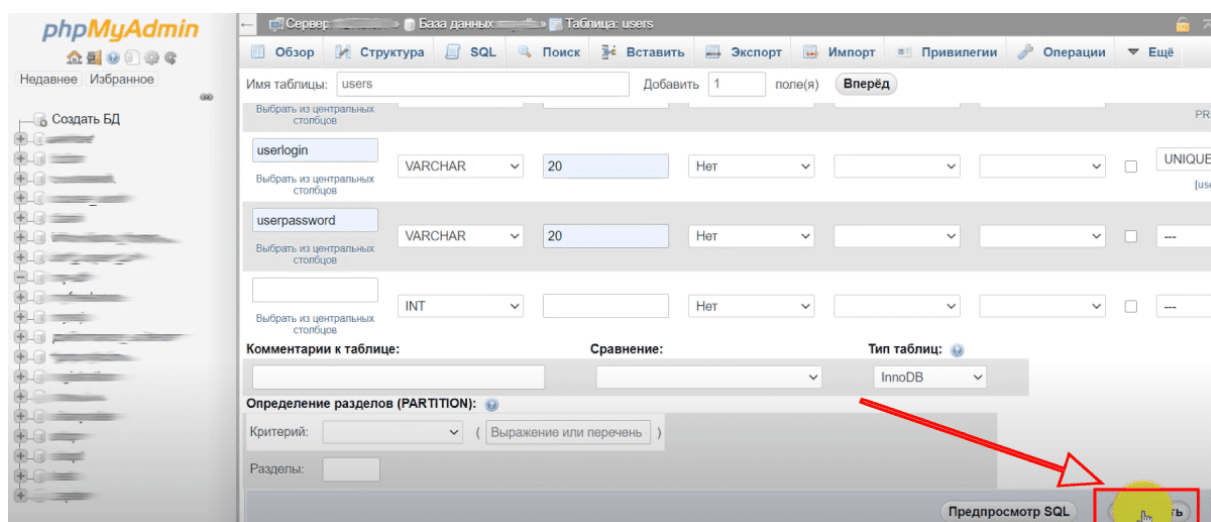 phpMyAdmin
Сервер: » База данных: » Таблица: users
Обзор Структура SQL Поиск Вставить Экспорт Импорт Привилегии Операции Ещё
Недавнее Избранное
Имя таблицы: users Добавить 1 поле(я) Вперёд
Создать БД
Выбрать из центральных
столбцов
PR
userlogin VARCHAR 20 Нет UNIQUE
Выбрать из центральных
столбцов
[us
userpassword VARCHAR 20 Нет ---
Выбрать из центральных
столбцов
INT Нет ---
Выбрать из центральных
столбцов
Комментарии к таблице: Сравнение: Тип таблиц:
InnoDB
Определение разделов (PARTITION):
Критерий: ( Выражение или перечень )
Разделы:
Предпросмотр SQL ть